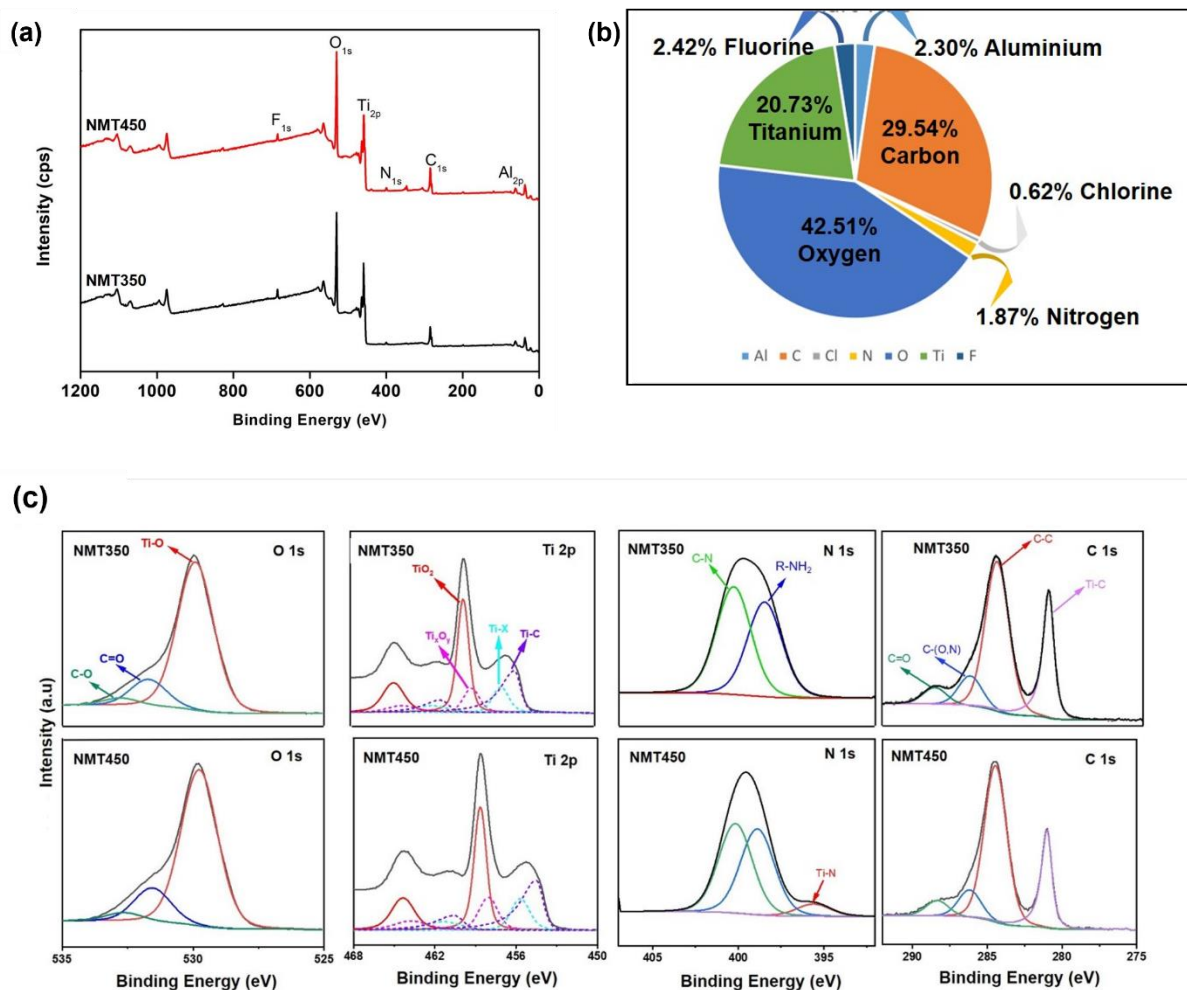 (a)
O1s
NMT450
F1s
Ti2p
N1s
C1s
Al2p
NMT350
Intensity (cps)
1200 1000 800 600 400 200 0
Binding Energy (eV)
(b)
2.42% Fluorine
2.30% Aluminium
20.73%
Titanium
29.54%
Carbon
0.62% Chlorine
42.51%
Oxygen
1.87% Nitrogen
Al C Cl N O Ti F
(c)
Intensity (a.u)
NMT350
O 1s
Ti-O
C=O
C-O
NMT350
Ti 2p
TiO2
TixOy
Ti-X
Ti-C
NMT350
N 1s
C-N
R-NH2
NMT350
C 1s
C-C
Ti-C
C-(O,N)
C=O
NMT450
O 1s
NMT450
Ti 2p
NMT450
N 1s
Ti-N
NMT450
C 1s
535 530 525
Binding Energy (eV)
468 462 456 450
Binding Energy (eV)
405 400 395
Binding Energy (eV)
290 285 280 275
Binding Energy (eV)